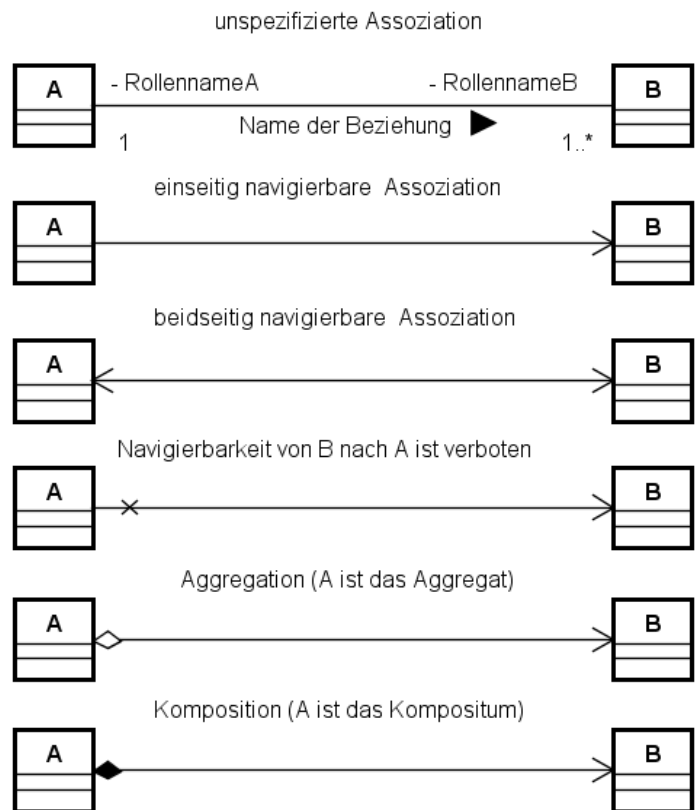 unspezifizierte Assoziation
A - RollennameA - RollennameB B
1 Name der Beziehung 1..*
einseitig navigierbare Assoziation
A B
beidseitig navigierbare Assoziation
A B
Navigierbarkeit von B nach A ist verboten
A B
Aggregation (A ist das Aggregat)
A B
Komposition (A ist das Kompositum)
A B